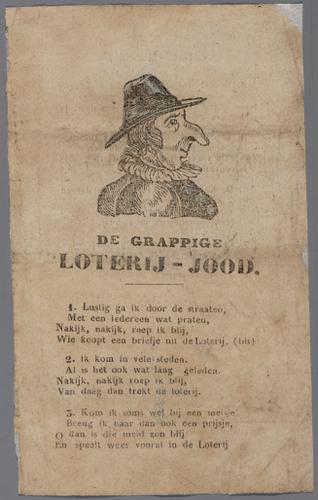 DE GRAPPIGE
LOTERIJ-JOOD.
1. Lustig ga ik door de straaten,
Met een iedereen wat praten,
Nakijk, nakijk, roep ik blij,
Wie koopt een briefje uit de Loterij. (bis)
2. Ik kom in vele steden.
Al is het ook wat lang geleden.
Nakijk, nakijk roep ik blij,
Van daag dan trekt de loterij.
3. Kom ik soms wel bij een meisje
Breng ik haar dan ook een prijsje,
O dan is die meid zoo blij
En speelt weer vooral in de Loterij